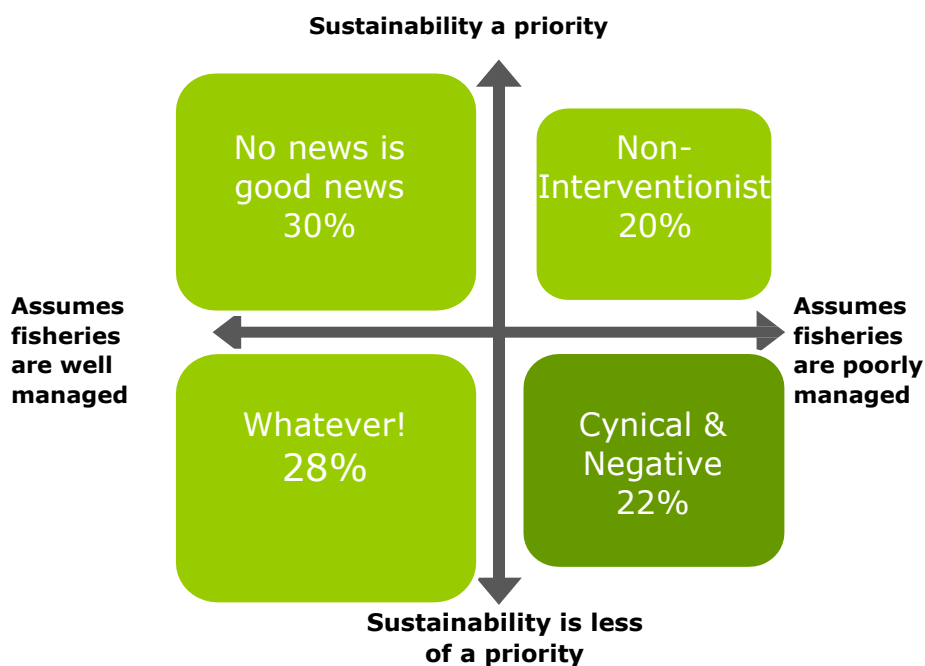 Sustainability a priority
No news is
good news
30%
Non-
Interventionist
20%
Assumes
fisheries
are well
managed
Assumes
fisheries
are poorly
managed
Whatever!
28%
Cynical &
Negative
22%
Sustainability is less
of a priority